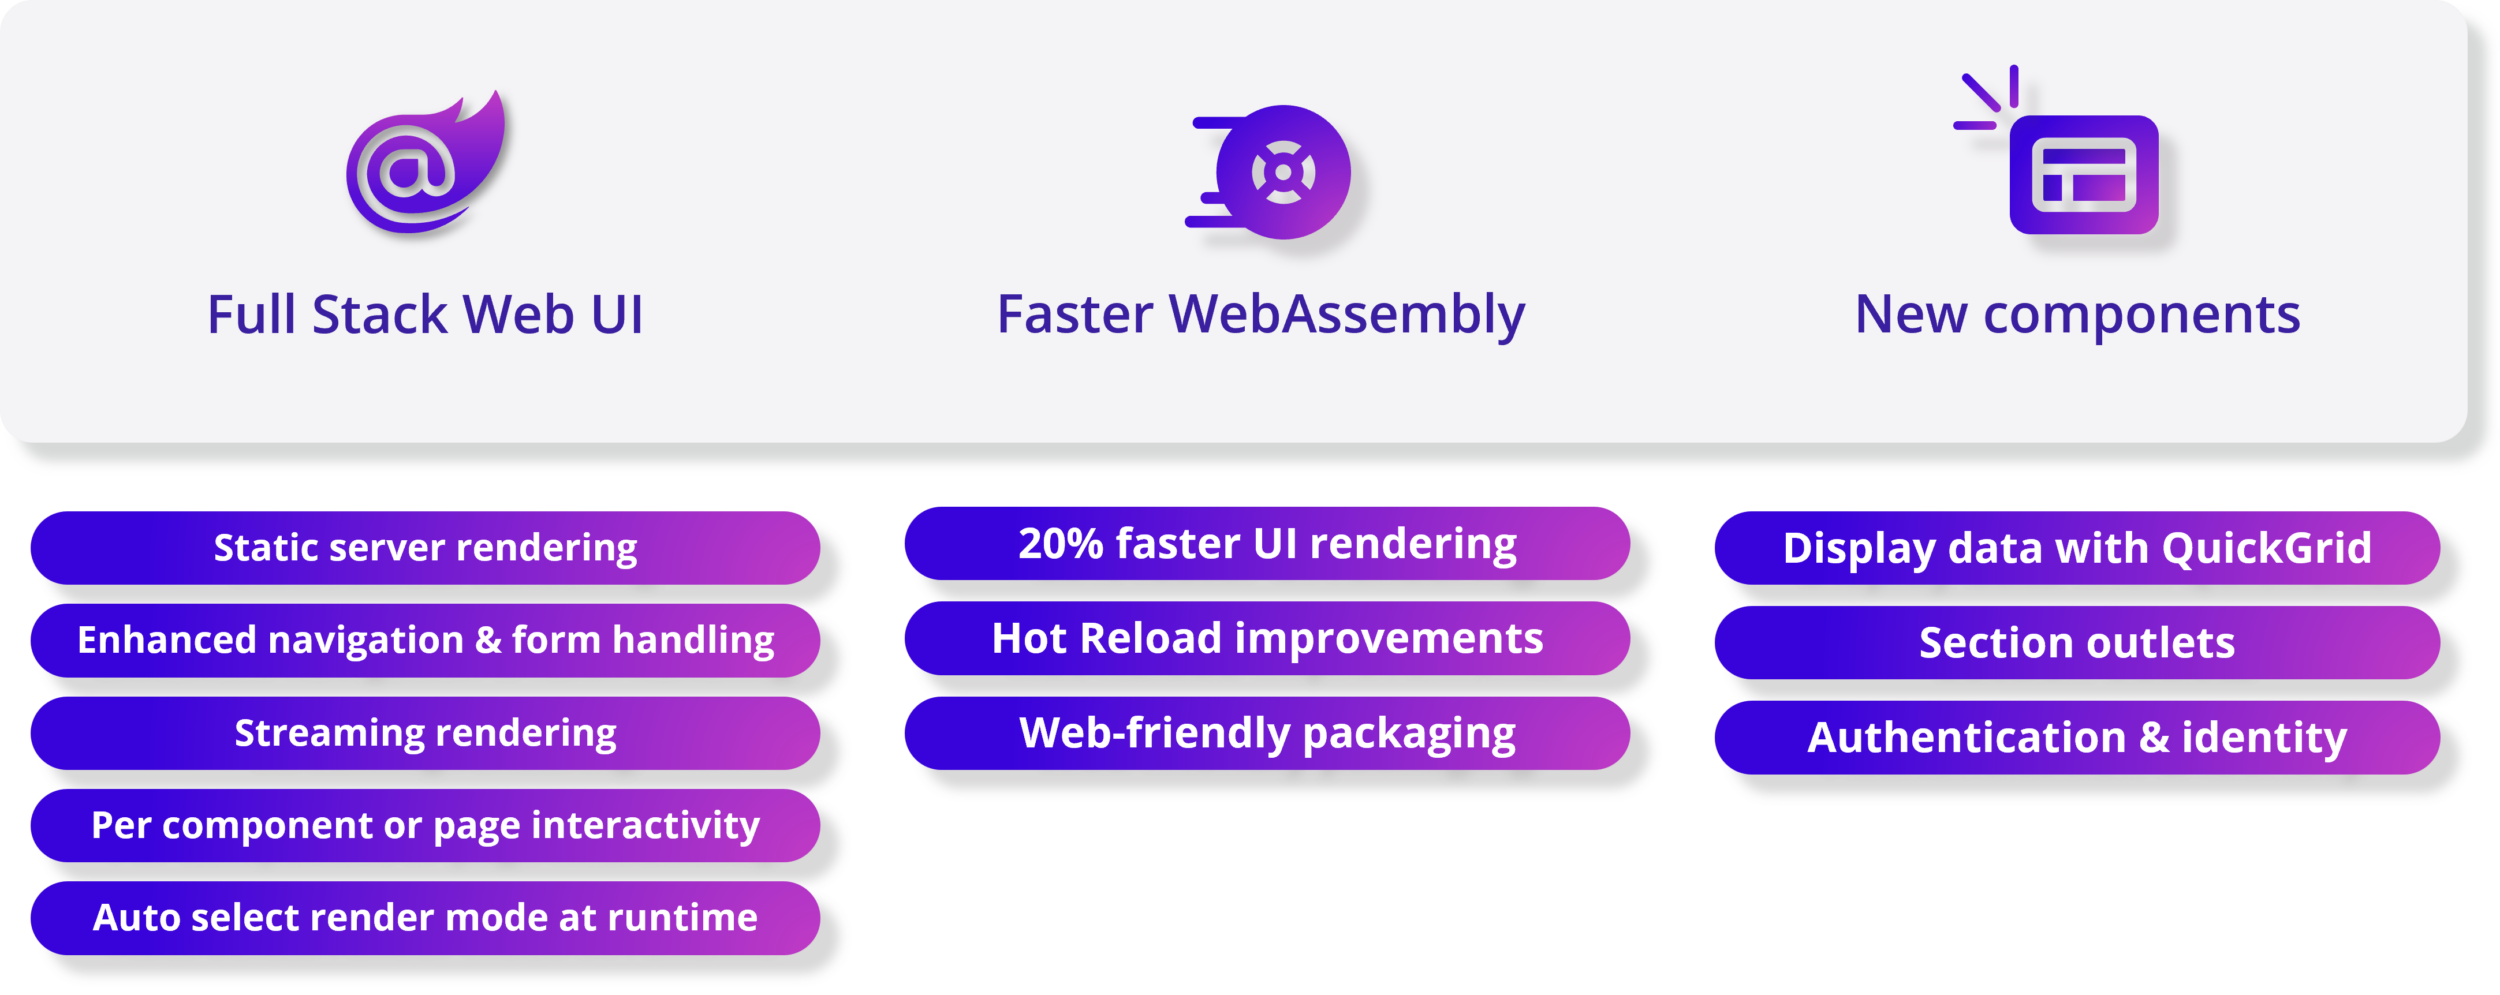 Full Stack Web UI
Faster WebAssembly
New components
Static server rendering
Enhanced navigation & form handling
Streaming rendering
Per component or page interactivity
Auto select render mode at runtime
20% faster UI rendering
Hot Reload improvements
Web-friendly packaging
Display data with QuickGrid
Section outlets
Authentication & identity